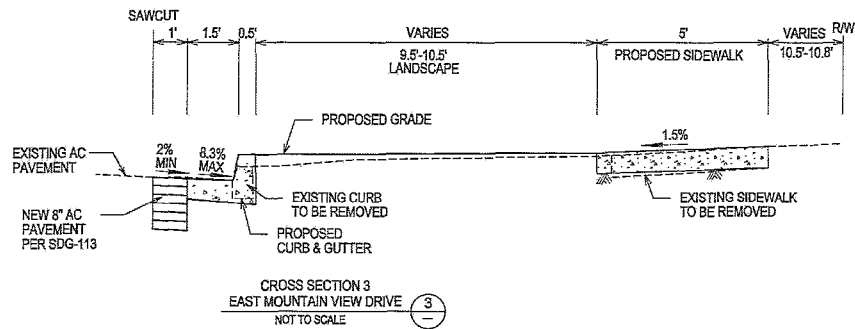 SAWCUT
1' 1.5' 0.5' VARIES 5' VARIES R/W
9.5'-10.5' PROPOSED SIDEWALK 10.5'-10.8'
LANDSCAPE
PROPOSED GRADE
1.5%
2% 8.3%
MIN MAX
EXISTING AC
PAVEMENT
EXISTING CURB
TO BE REMOVED
EXISTING SIDEWALK
TO BE REMOVED
NEW 8" AC
PAVEMENT
PER SDG-113
PROPOSED
CURB & GUTTER
CROSS SECTION 3
EAST MOUNTAIN VIEW DRIVE 3
NOT TO SCALE –